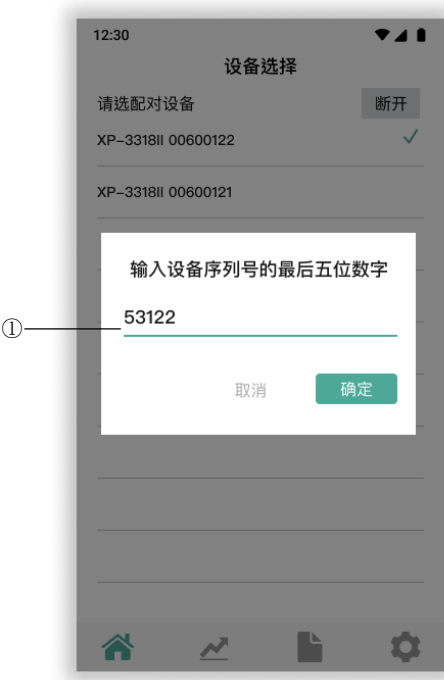 12:30
设备选择
请选配对设备 断开
XP-3318II 00600122
XP-3318II 00600121
输入设备序列号的最后五位数字
① 53122
取消 确定